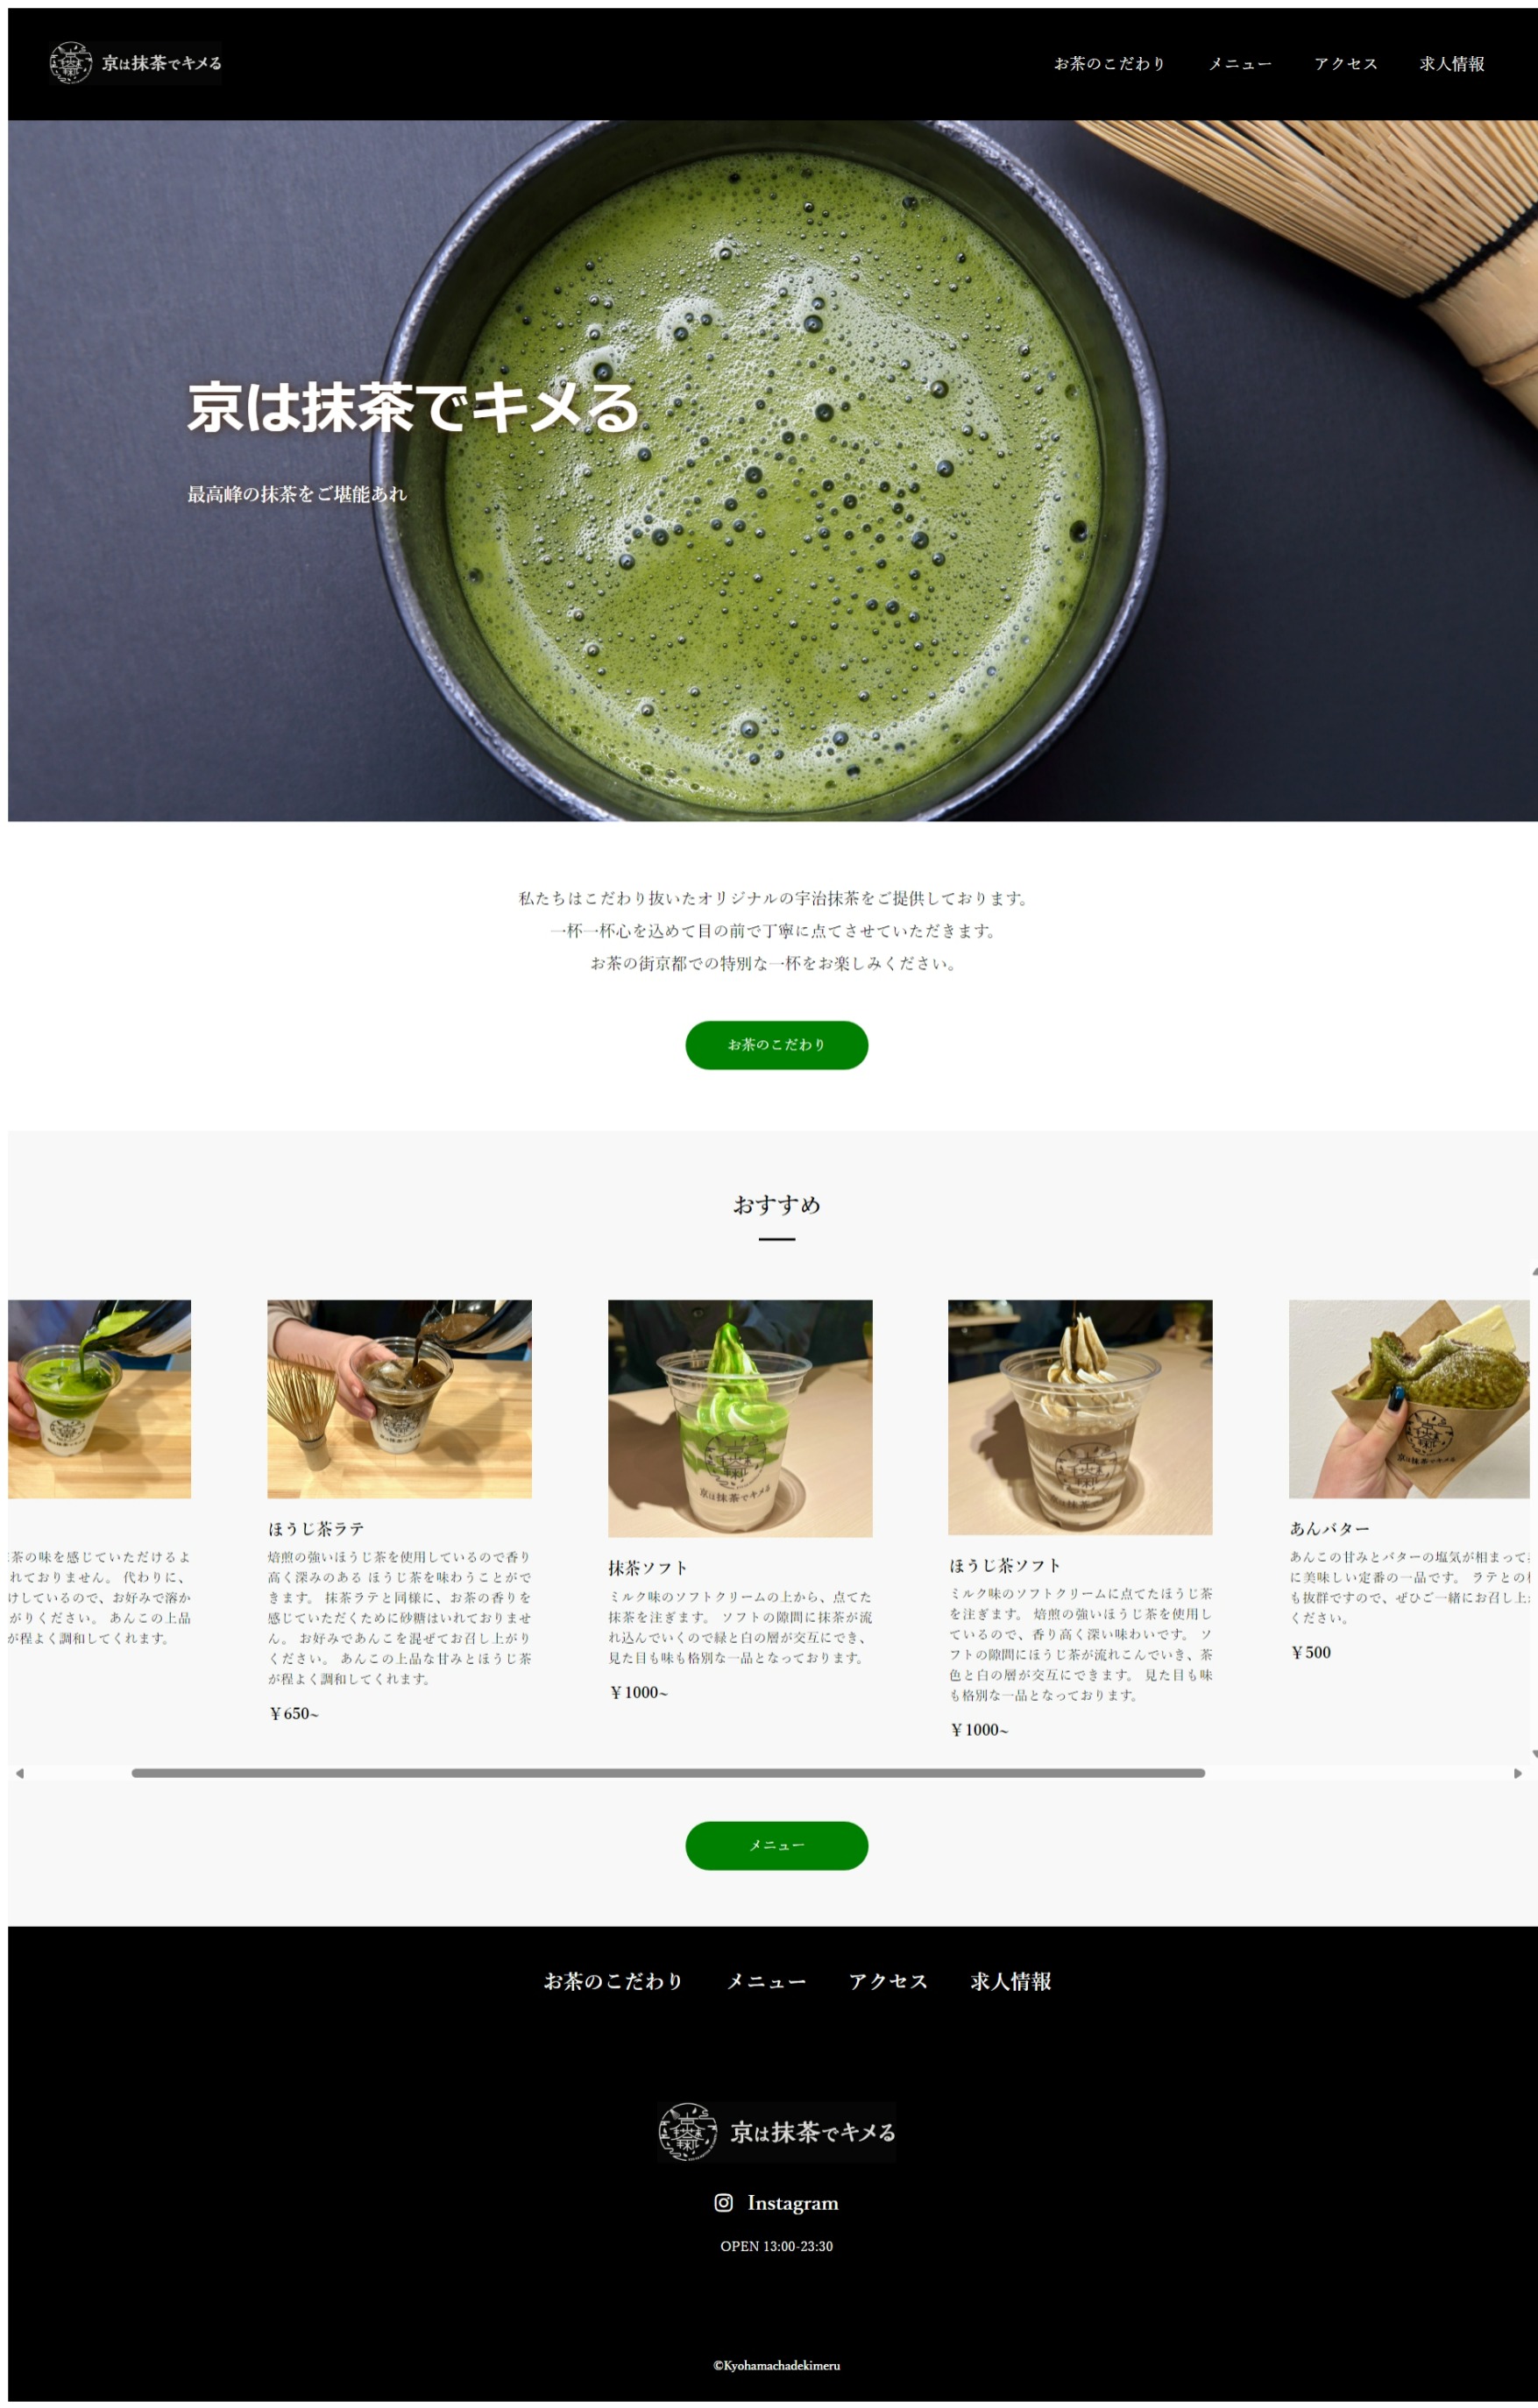 京は抹茶でキメる
お茶のこだわり
メニュー
アクセス
求人情報
京は抹茶でキメる
最高峰の抹茶をご堪能あれ
私たちはこだわり抜いたオリジナルの宇治抹茶をご提供しております。
一杯一杯心を込めて目の前で丁寧に点てさせていただきます。
お茶の街京都での特別な一杯をお楽しみください。
お茶のこだわり
おすすめ
茶の味を感じていただけるよ
れておりません。 代わりに、
けしているので、お好みで溶か
がりください。 あんこの上品
が程よく調和してくれます。
ほうじ茶ラテ
焙煎の強いほうじ茶を使用しているので香り
高く深みのある ほうじ茶を味わうことがで
きます。 抹茶ラテと同様に、お茶の香りを
感じていただくために砂糖はいれておりませ
ん。 お好みであんこを混ぜてお召し上がり
ください。 あんこの上品な甘みとほうじ茶
が程よく調和してくれます。
￥650~
京は抹茶でキメる
抹茶ソフト
ミルク味のソフトクリームの上から、点てた
抹茶を注ぎます。 ソフトの隙間に抹茶が流
れ込んでいくので緑と白の層が交互にでき、
見た目も味も格別な一品となっております。
￥1000~
京は抹茶でキメる
ほうじ茶ソフト
ミルク味のソフトクリームに点てたほうじ茶
を注ぎます。 焙煎の強いほうじ茶を使用し
ているので、香り高く深い味わいです。 ソ
フトの隙間にほうじ茶が流れこんでいき、茶
色と白の層が交互にできます。 見た目も味
も格別な一品となっております。
￥1000~
京は抹茶でキメる
あんバター
あんこの甘みとバターの塩気が相まって
に美味しい定番の一品です。 ラテとの
も抜群ですので、ぜひご一緒にお召し上
ください。
￥500
メニュー
お茶のこだわり
メニュー
アクセス
求人情報
京は抹茶でキメる
Instagram
OPEN 13:00-23:30
©Kyohamachadekimeru